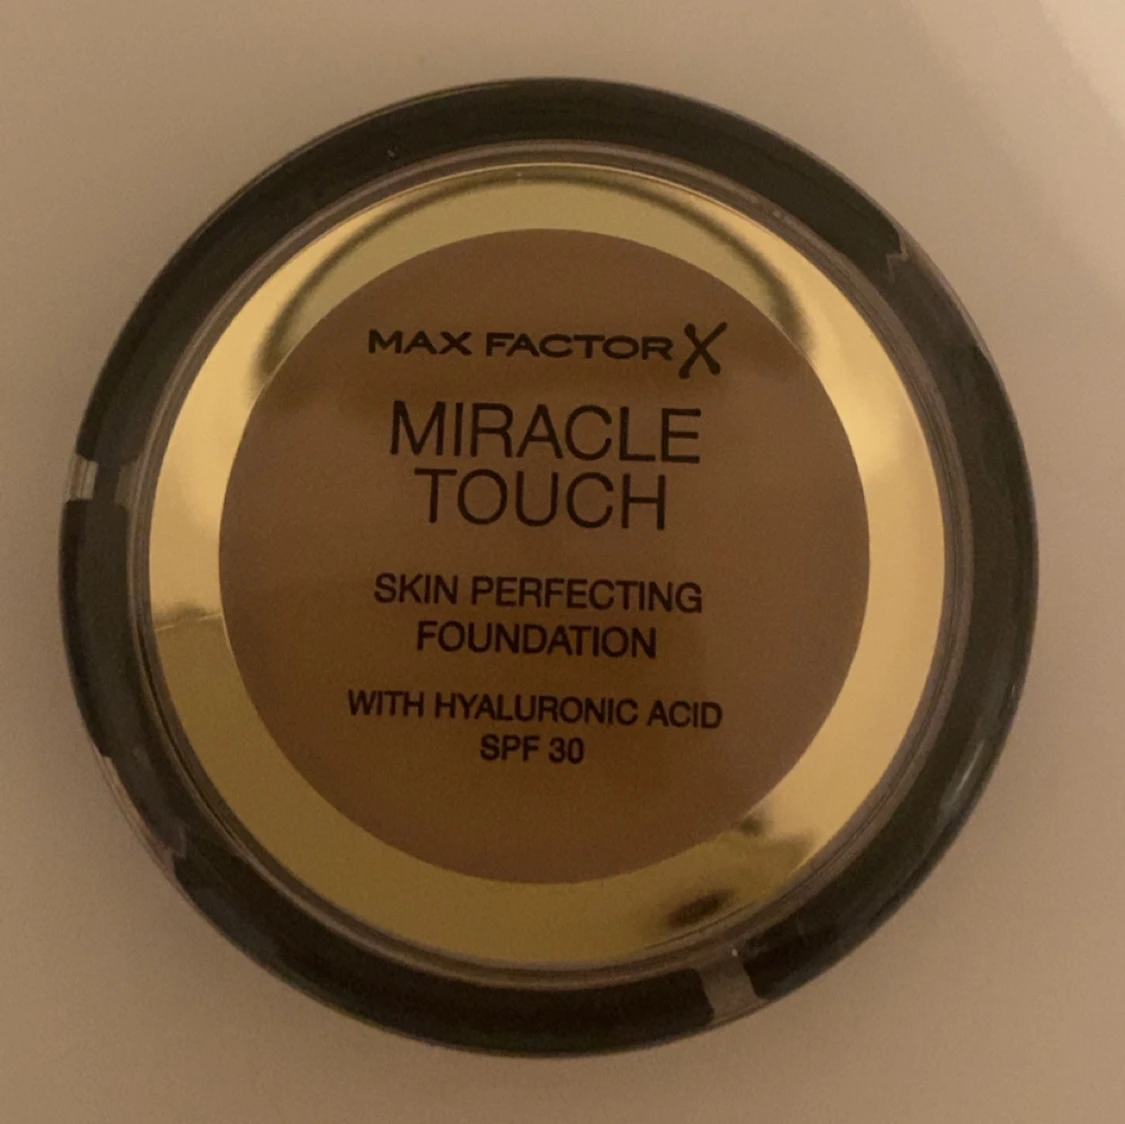 MAX FACTOR X
MIRACLE
TOUCH
SKIN PERFECTING
FOUNDATION
WITH HYALURONIC ACID
SPF 30